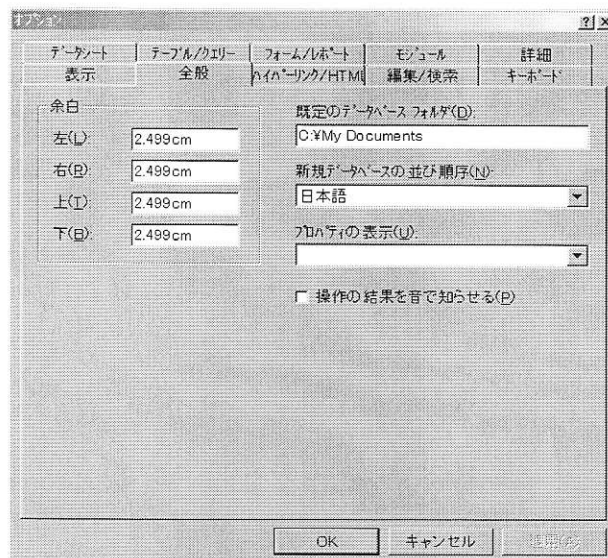 オプション
データシート テーブル/クエリー フォーム/レポート モジュール 詳細
表示 全般 ハイパーリンク/HTML 編集/検索 キーボード
余白
左(L): 2.499cm
右(R): 2.499cm
上(T): 2.499cm
下(B): 2.499cm
既定のデータベース フォルダ(D):
C:¥My Documents
新規データベースの並び順序(N):
日本語
プロパティの表示(U):
操作の結果を音で知らせる(P)
OK キャンセル 適用(A)